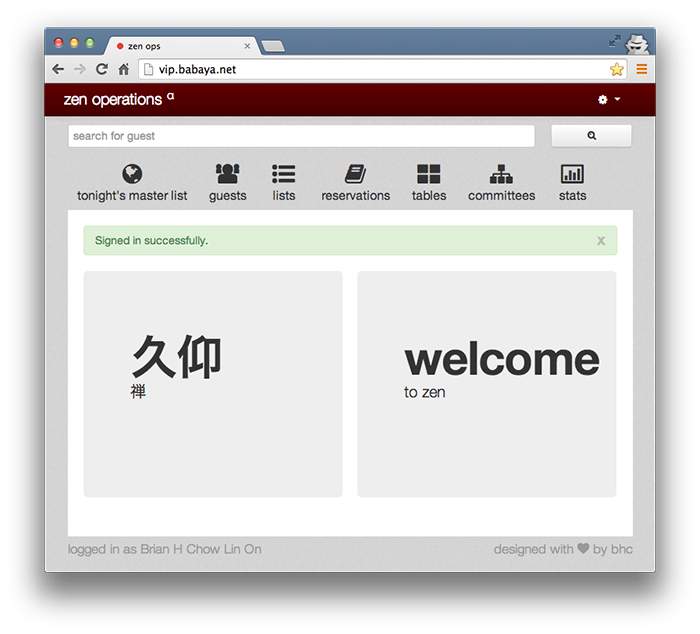 zen ops
vip.babaya.net
zen operations α
search for guest
tonight's master list guests lists reservations tables committees stats
Signed in successfully. x
久仰
禅
welcome
to zen
logged in as Brian H Chow Lin On designed with ♥ by bhc